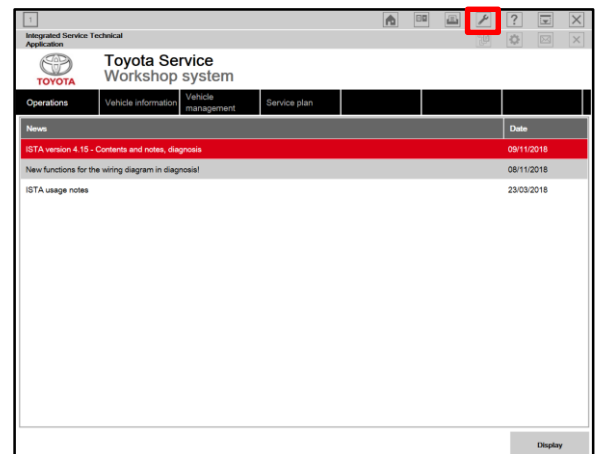 1
?
Integrated Service Technical
Application
TOYOTA
Toyota Service
Workshop system
Operations
Vehicle information
Vehicle
management
Service plan
News
Date
ISTA version 4.15 - Contents and notes, diagnosis
09/11/2018
New functions for the wiring diagram in diagnosis!
08/11/2018
ISTA usage notes
23/03/2018
Display